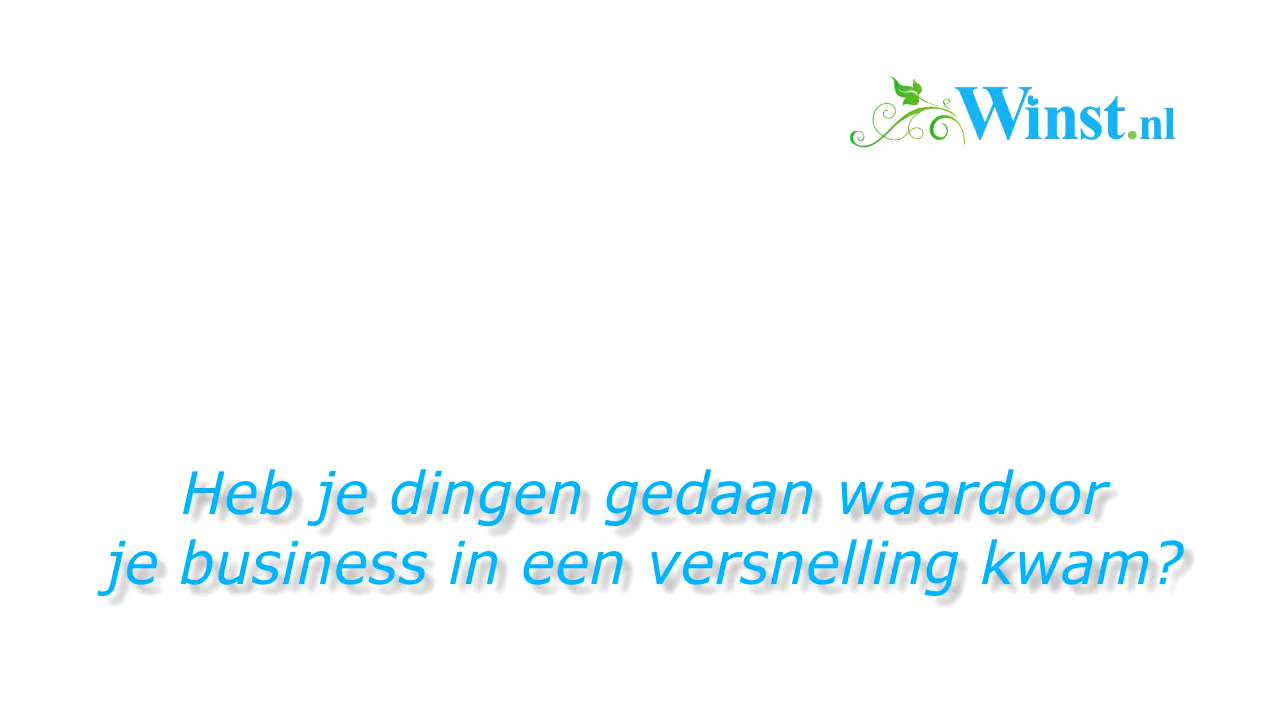 Winst.nl
Heb je dingen gedaan waardoor
je business in een versnelling kwam?